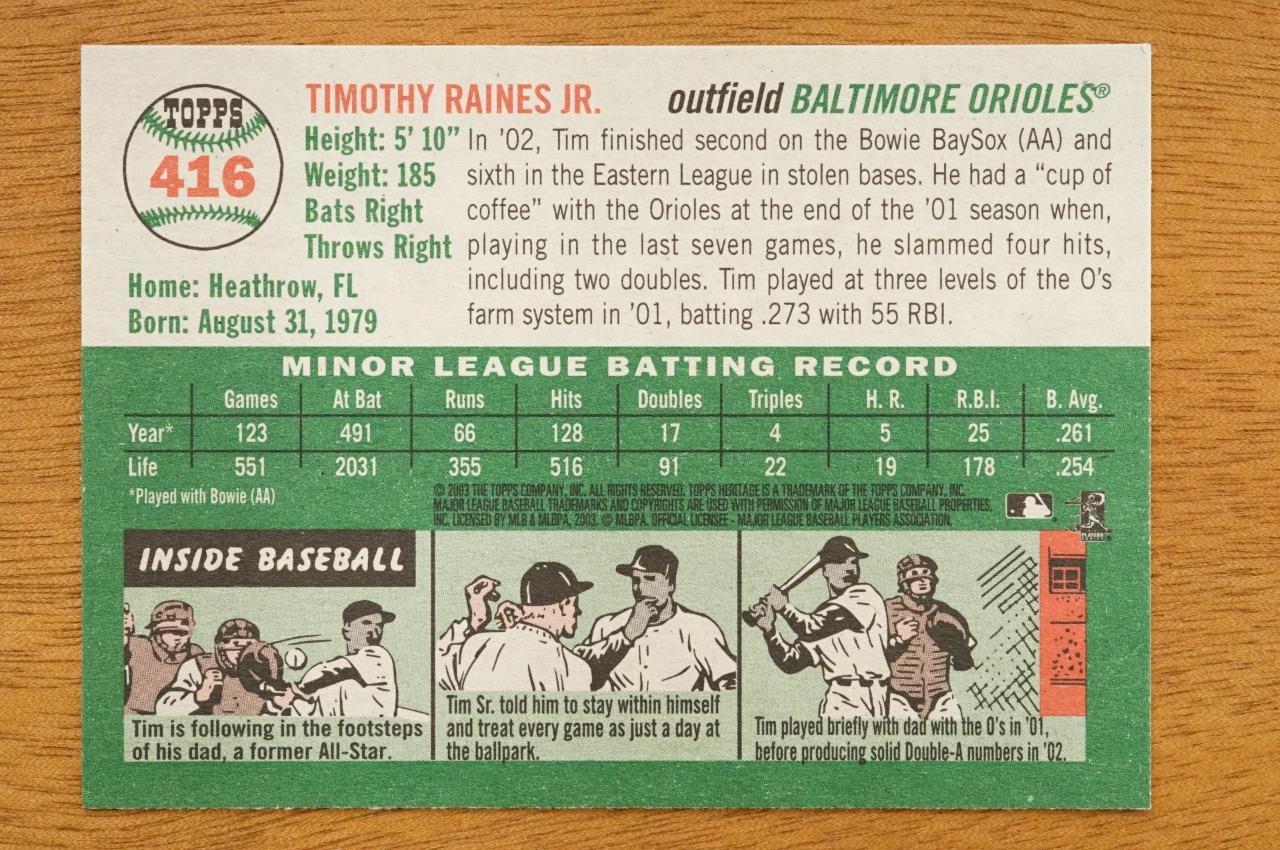 TOPPS
416
TIMOTHY RAINES JR. outfield BALTIMORE ORIOLES®
Height: 5' 10"
Weight: 185
Bats Right
Throws Right
Home: Heathrow, FL
Born: August 31, 1979
In '02, Tim finished second on the Bowie BaySox (AA) and
sixth in the Eastern League in stolen bases. He had a "cup of
coffee" with the Orioles at the end of the '01 season when,
playing in the last seven games, he slammed four hits,
including two doubles. Tim played at three levels of the O's
farm system in '01, batting .273 with 55 RBI.
MINOR LEAGUE BATTING RECORD
Games At Bat Runs Hits Doubles Triples H. R. R.B.I. B. Avg.
Year* 123 491 66 128 17 4 5 25 .261
Life 551 2031 355 516 91 22 19 178 .254
*Played with Bowie (AA)
© 2003 THE TOPPS COMPANY, INC. ALL RIGHTS RESERVED. TOPPS HERITAGE IS A TRADEMARK OF THE TOPPS COMPANY, INC.
MAJOR LEAGUE BASEBALL TRADEMARKS AND COPYRIGHTS ARE USED WITH PERMISSION OF MAJOR LEAGUE BASEBALL PROPERTIES,
INC. LICENSED BY MLB & MLBPA, 2003. © MLBPA. OFFICIAL LICENSEE - MAJOR LEAGUE BASEBALL PLAYERS ASSOCIATION.
PLAYERS
INSIDE BASEBALL
Tim is following in the footsteps
of his dad, a former All-Star.
Tim Sr. told him to stay within himself
and treat every game as just a day at
the ballpark.
Tim played briefly with dad with the O's in '01,
before producing solid Double-A numbers in '02.